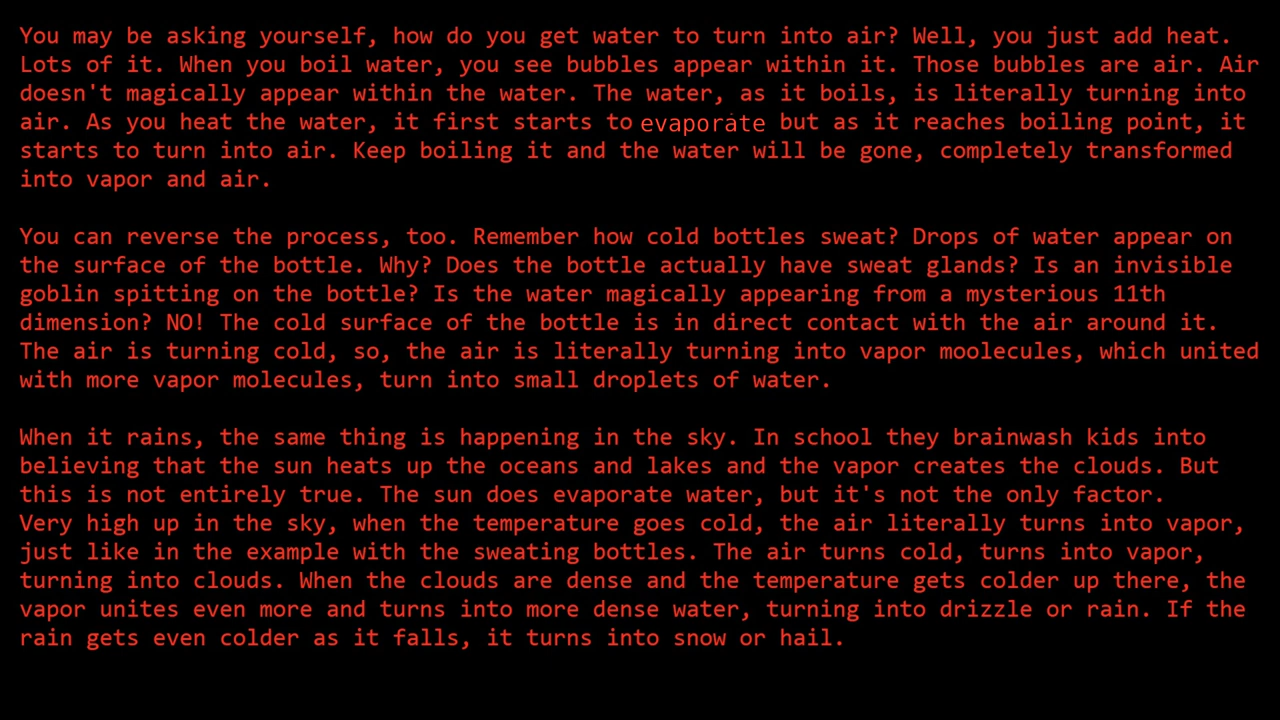 You may be asking yourself, how do you get water to turn into air? Well, you just add heat.
Lots of it. When you boil water, you see bubbles appear within it. Those bubbles are air. Air
doesn't magically appear within the water. The water, as it boils, is literally turning into
air. As you heat the water, it first starts to evaporate but as it reaches boiling point, it
starts to turn into air. Keep boiling it and the water will be gone, completely transformed
into vapor and air.
You can reverse the process, too. Remember how cold bottles sweat? Drops of water appear on
the surface of the bottle. Why? Does the bottle actually have sweat glands? Is an invisible
goblin spitting on the bottle? Is the water magically appearing from a mysterious 11th
dimension? NO! The cold surface of the bottle is in direct contact with the air around it.
The air is turning cold, so, the air is literally turning into vapor moolecules, which united
with more vapor molecules, turn into small droplets of water.
When it rains, the same thing is happening in the sky. In school they brainwash kids into
believing that the sun heats up the oceans and lakes and the vapor creates the clouds. But
this is not entirely true. The sun does evaporate water, but it's not the only factor.
Very high up in the sky, when the temperature goes cold, the air literally turns into vapor,
just like in the example with the sweating bottles. The air turns cold, turns into vapor,
turning into clouds. When the clouds are dense and the temperature gets colder up there, the
vapor unites even more and turns into more dense water, turning into drizzle or rain. If the
rain gets even colder as it falls, it turns into snow or hail.